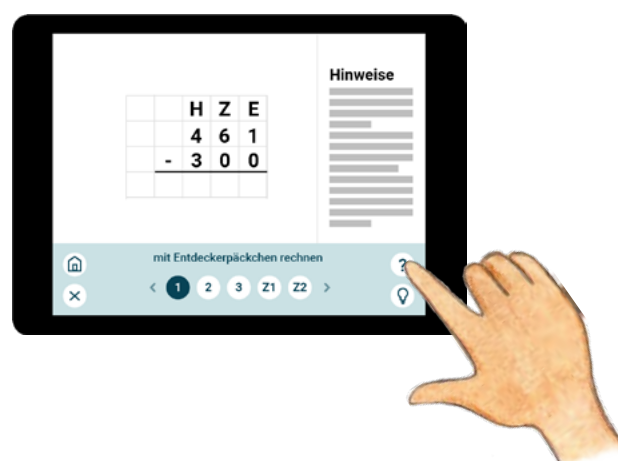 Hinweise
H Z E
4 6 1
- 3 0 0
mit Entdeckerpäckchen rechnen
< 1 2 3 Z1 Z2 >
?